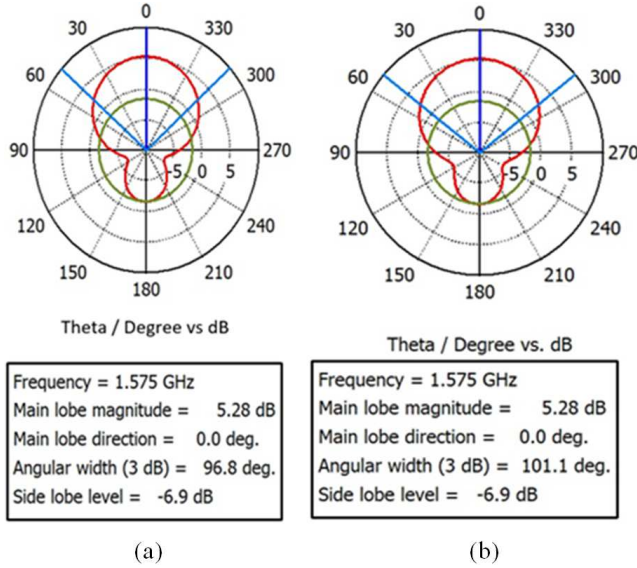 0
30
330
60
300
90
270
-5 0 5
120
240
150
210
180
Theta / Degree vs dB
Frequency = 1.575 GHz
Main lobe magnitude = 5.28 dB
Main lobe direction = 0.0 deg.
Angular width (3 dB) = 96.8 deg.
Side lobe level = -6.9 dB
(a)
0
30
330
60
300
90
270
-5 0 5
120
240
150
210
180
Theta / Degree vs. dB
Frequency = 1.575 GHz
Main lobe magnitude = 5.28 dB
Main lobe direction = 0.0 deg.
Angular width (3 dB) = 101.1 deg.
Side lobe level = -6.9 dB
(b)